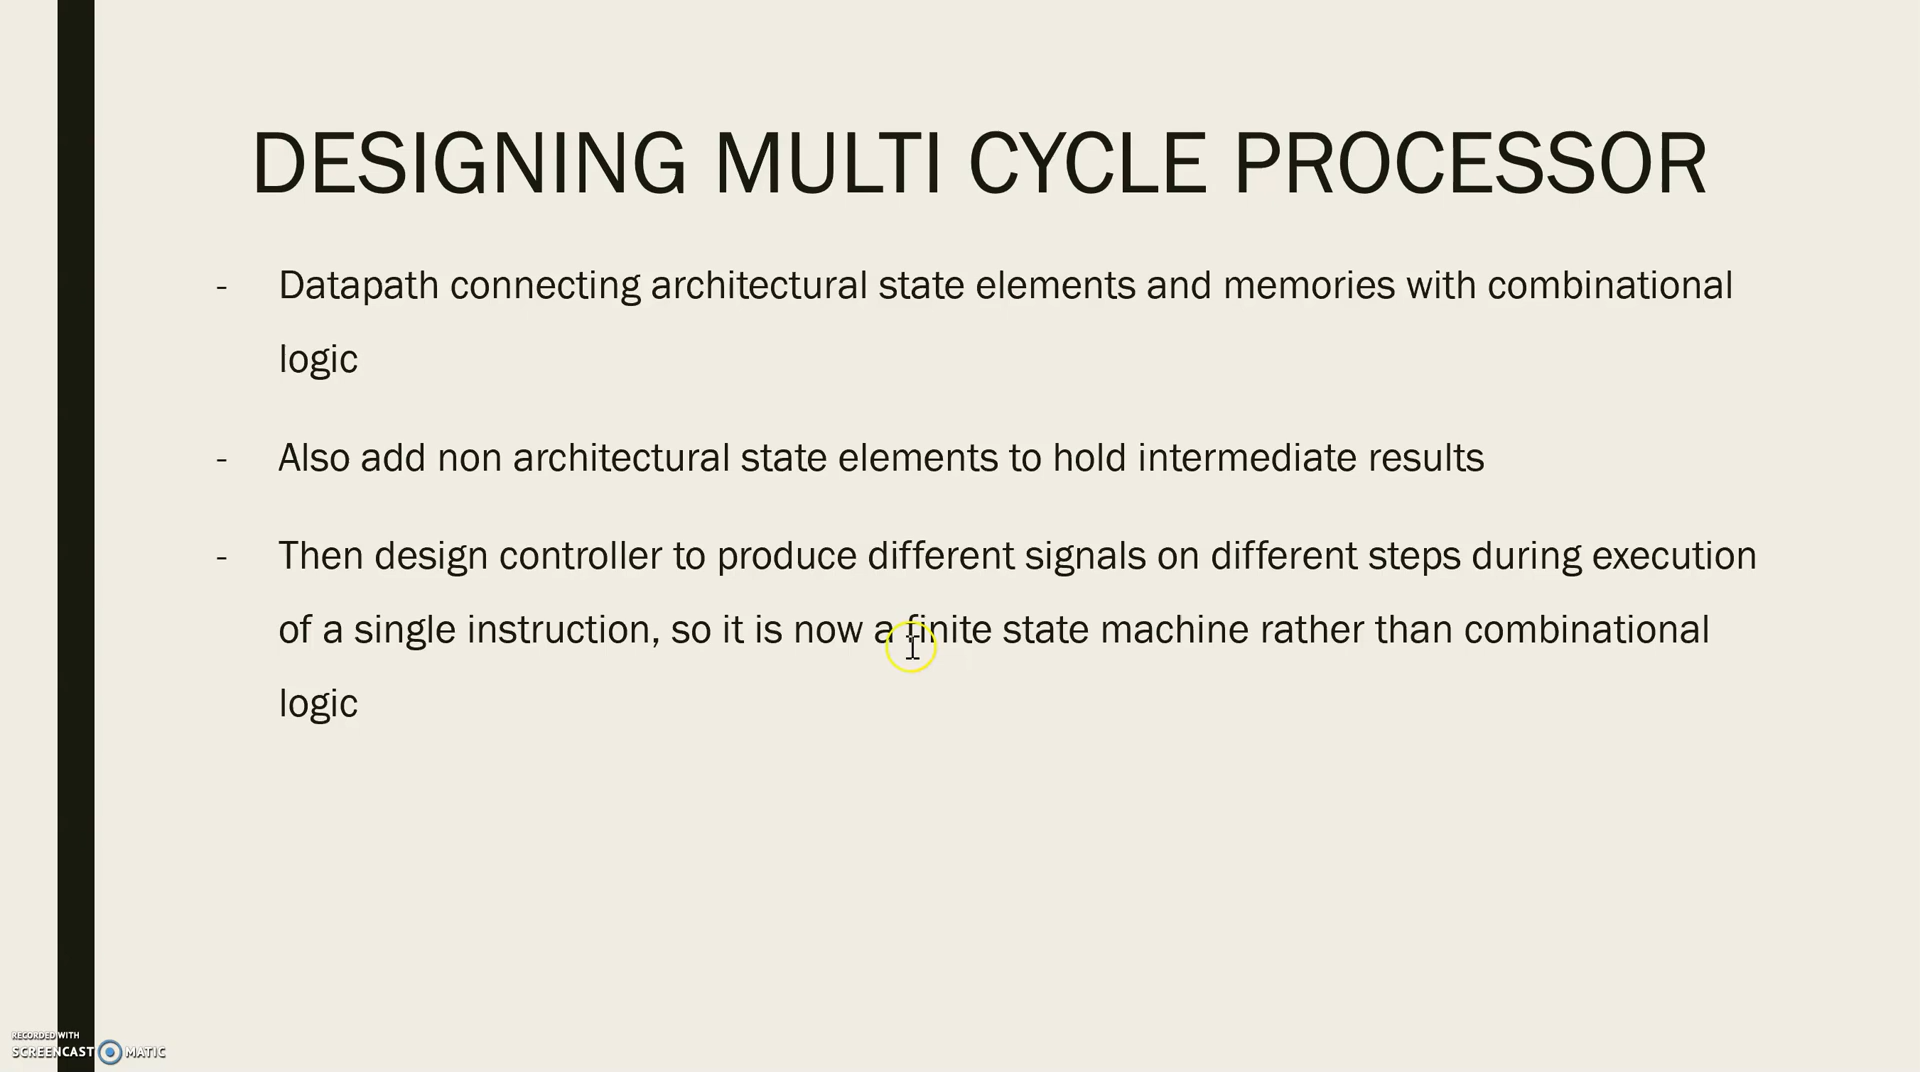 DESIGNING MULTI CYCLE PROCESSOR
- Datapath connecting architectural state elements and memories with combinational
logic
- Also add non architectural state elements to hold intermediate results
- Then design controller to produce different signals on different steps during execution
of a single instruction, so it is now a finite state machine rather than combinational
logic
RECORDED WITH
SCREENCAST MATIC